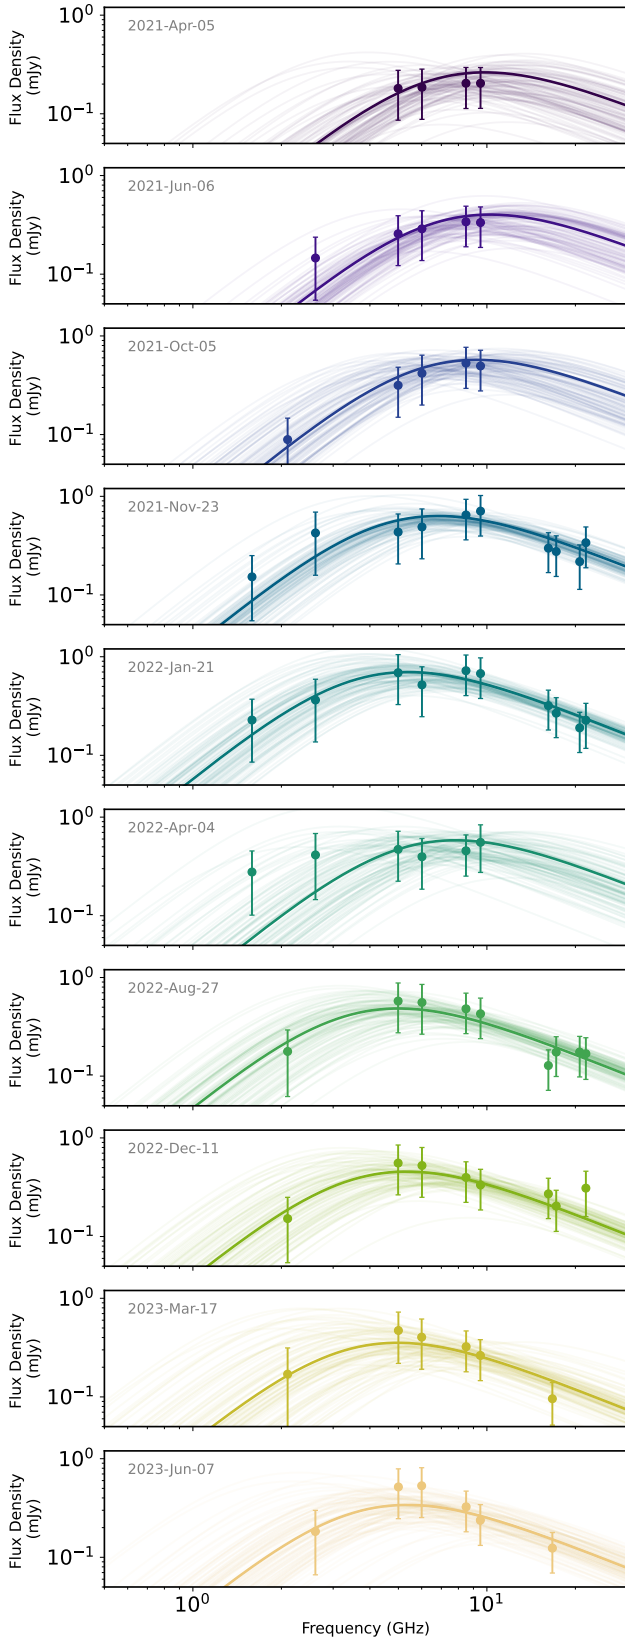 10⁰
10⁻¹
Flux Density
(mJy)
2021-Apr-05
10⁰
10⁻¹
Flux Density
(mJy)
2021-Jun-06
10⁰
10⁻¹
Flux Density
(mJy)
2021-Oct-05
10⁰
10⁻¹
Flux Density
(mJy)
2021-Nov-23
10⁰
10⁻¹
Flux Density
(mJy)
2022-Jan-21
10⁰
10⁻¹
Flux Density
(mJy)
2022-Apr-04
10⁰
10⁻¹
Flux Density
(mJy)
2022-Aug-27
10⁰
10⁻¹
Flux Density
(mJy)
2022-Dec-11
10⁰
10⁻¹
Flux Density
(mJy)
2023-Mar-17
10⁰
10⁻¹
Flux Density
(mJy)
2023-Jun-07
10⁰ 10¹
Frequency (GHz)